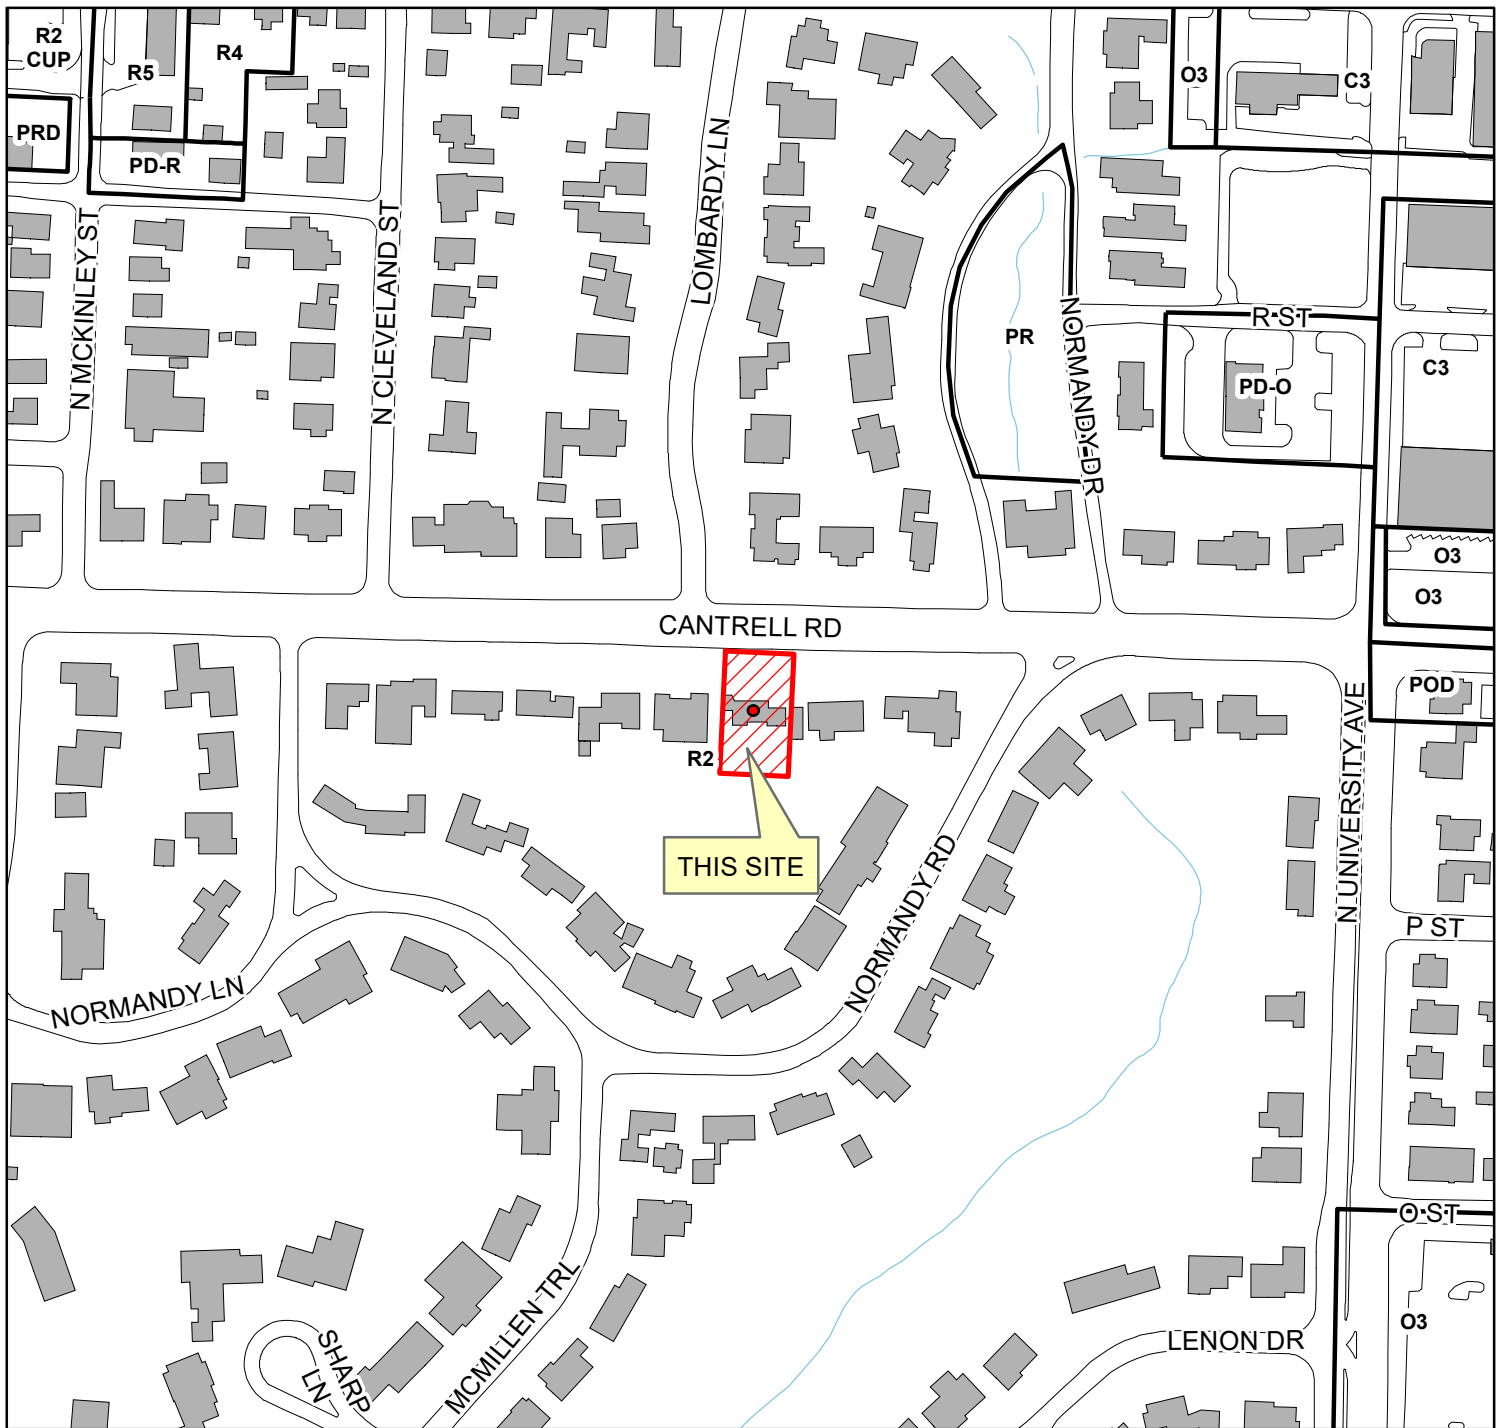 R2
CUP
R5
R4
O3
C3
PRD
PD-R
N MCKINLEY ST
N CLEVELAND ST
LOMBARDY LN
NORMANDY DR
PR
R ST
PD-O
C3
O3
O3
CANTRELL RD
POD
R2
THIS SITE
N UNIVERSITY AVE
NORMANDY RD
P ST
NORMANDY LN
O ST
MCMILLEN TRL
SHARP
LN
LENON DR
O3